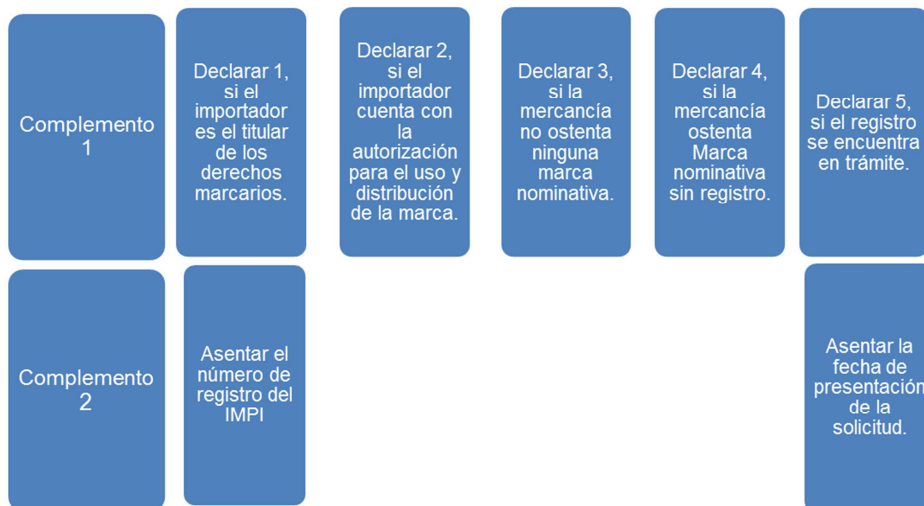 Complemento
1
Declarar 1,
si el
importador
es el titular
de los
derechos
marcarios.
Declarar 2,
si el
importador
cuenta con
la
autorización
para el uso y
distribución
de la marca.
Declarar 3,
si la
mercancía
no ostenta
ninguna
marca
nominativa.
Declarar 4,
si la
mercancía
ostenta
Marca
nominativa
sin registro.
Declarar 5,
si el registro
se encuentra
en trámite.
Complemento
2
Asentar el
número de
registro del
IMPI
Asentar la
fecha de
presentación
de la
solicitud.